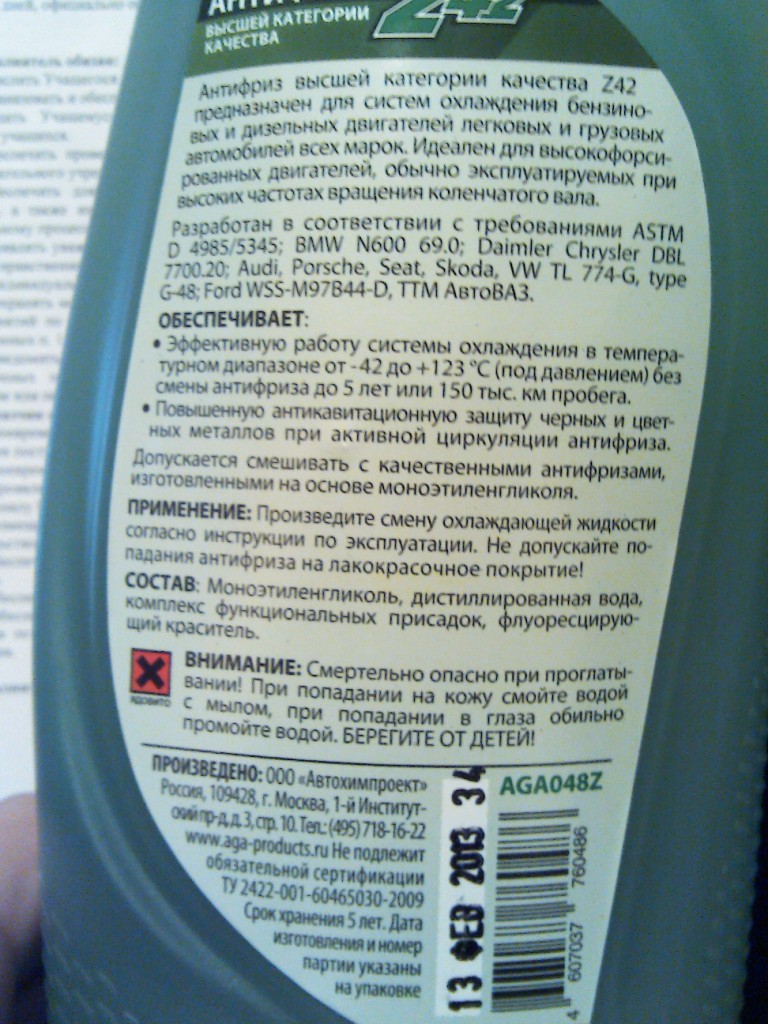 ВЫСШЕЙ КАТЕГОРИИ
КАЧЕСТВА
Z42
Антифриз высшей категории качества Z42
предназначен для систем охлаждения бензино-
вых и дизельных двигателей легковых и грузовых
автомобилей всех марок. Идеален для высокофорси-
рованных двигателей, обычно эксплуатируемых при
высоких частотах вращения коленчатого вала.
Разработан в соответствии с требованиями ASTM
D 4985/5345; BMW N600 69.0; Daimler Chrysler DBL
7700.20; Audi, Porsche, Seat, Skoda, VW TL 774-G, type
G-48; Ford WSS-M97B44-D, ТТМ АвтоВАЗ.
ОБЕСПЕЧИВАЕТ:
• Эффективную работу системы охлаждения в темпера-
турном диапазоне от -42 до +123 °C (под давлением) без
смены антифриза до 5 лет или 150 тыс. км пробега.
• Повышенную антикавитационную защиту черных и цвет-
ных металлов при активной циркуляции антифриза.
Допускается смешивать с качественными антифризами,
изготовленными на основе моноэтиленгликоля.
ПРИМЕНЕНИЕ: Произведите смену охлаждающей жидкости
согласно инструкции по эксплуатации. Не допускайте по-
падания антифриза на лакокрасочное покрытие!
СОСТАВ: Моноэтиленгликоль, дистиллированная вода,
комплекс функциональных присадок, флуоресцирую-
щий краситель.
ядовито
ВНИМАНИЕ: Смертельно опасно при проглаты-
вании! При попадании на кожу смойте водой
с мылом, при попадании в глаза обильно
промойте водой. БЕРЕГИТЕ ОТ ДЕТЕЙ!
ПРОИЗВЕДЕНО: ООО «Автохимпроект»
Россия, 109428, г. Москва, 1-й Институт-
ский пр-д, д. 3, стр. 10. Тел.: (495) 718-16-22
www.aga-products.ru Не подлежит
обязательной сертификации
ТУ 2422-001-60465030-2009
Срок хранения 5 лет. Дата
изготовления и номер
партии указаны
на упаковке
13 ФЕВ 2013 34
AGA048Z
4 607037 760486